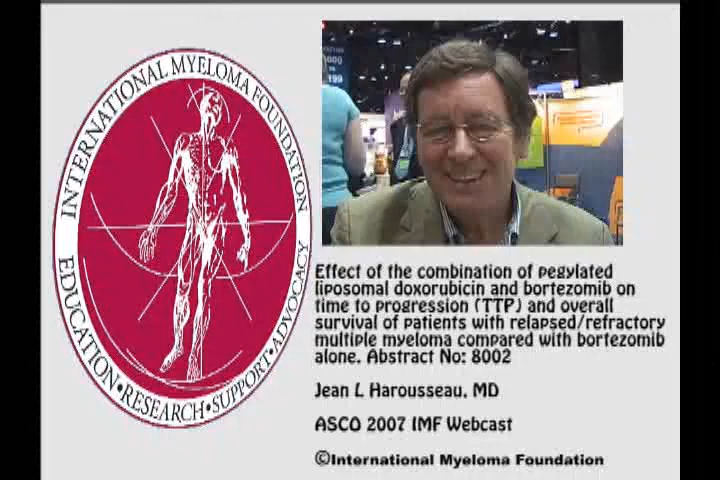 INTERNATIONAL MYELOMA FOUNDATION
EDUCATION•RESEARCH•SUPPORT•ADVOCACY
Effect of the combination of pegylated
liposomal doxorubicin and bortezomib on
time to progression (TTP) and overall
survival of patients with relapsed/refractory
multiple myeloma compared with bortezomib
alone. Abstract No: 8002
Jean L Harousseau, MD
ASCO 2007 IMF Webcast
©International Myeloma Foundation